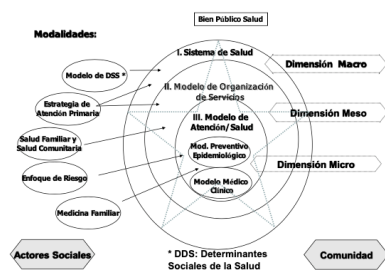 Bien Público Salud
Modalidades:
I. Sistema de Salud
Dimensión Macro
Modelo de DSS *
II. Modelo de Organización
de Servicios
Estrategia de
Atención Primaria
Dimensión Meso
III. Modelo de
Atención/Salud
Salud Familiar y
Salud Comunitaria
Mod. Preventivo
Epidemiológico
Dimensión Micro
Enfoque de Riesgo
Modelo Médico
Clínico
Medicina Familiar
Actores Sociales
* DDS: Determinantes
Sociales de la Salud
Comunidad